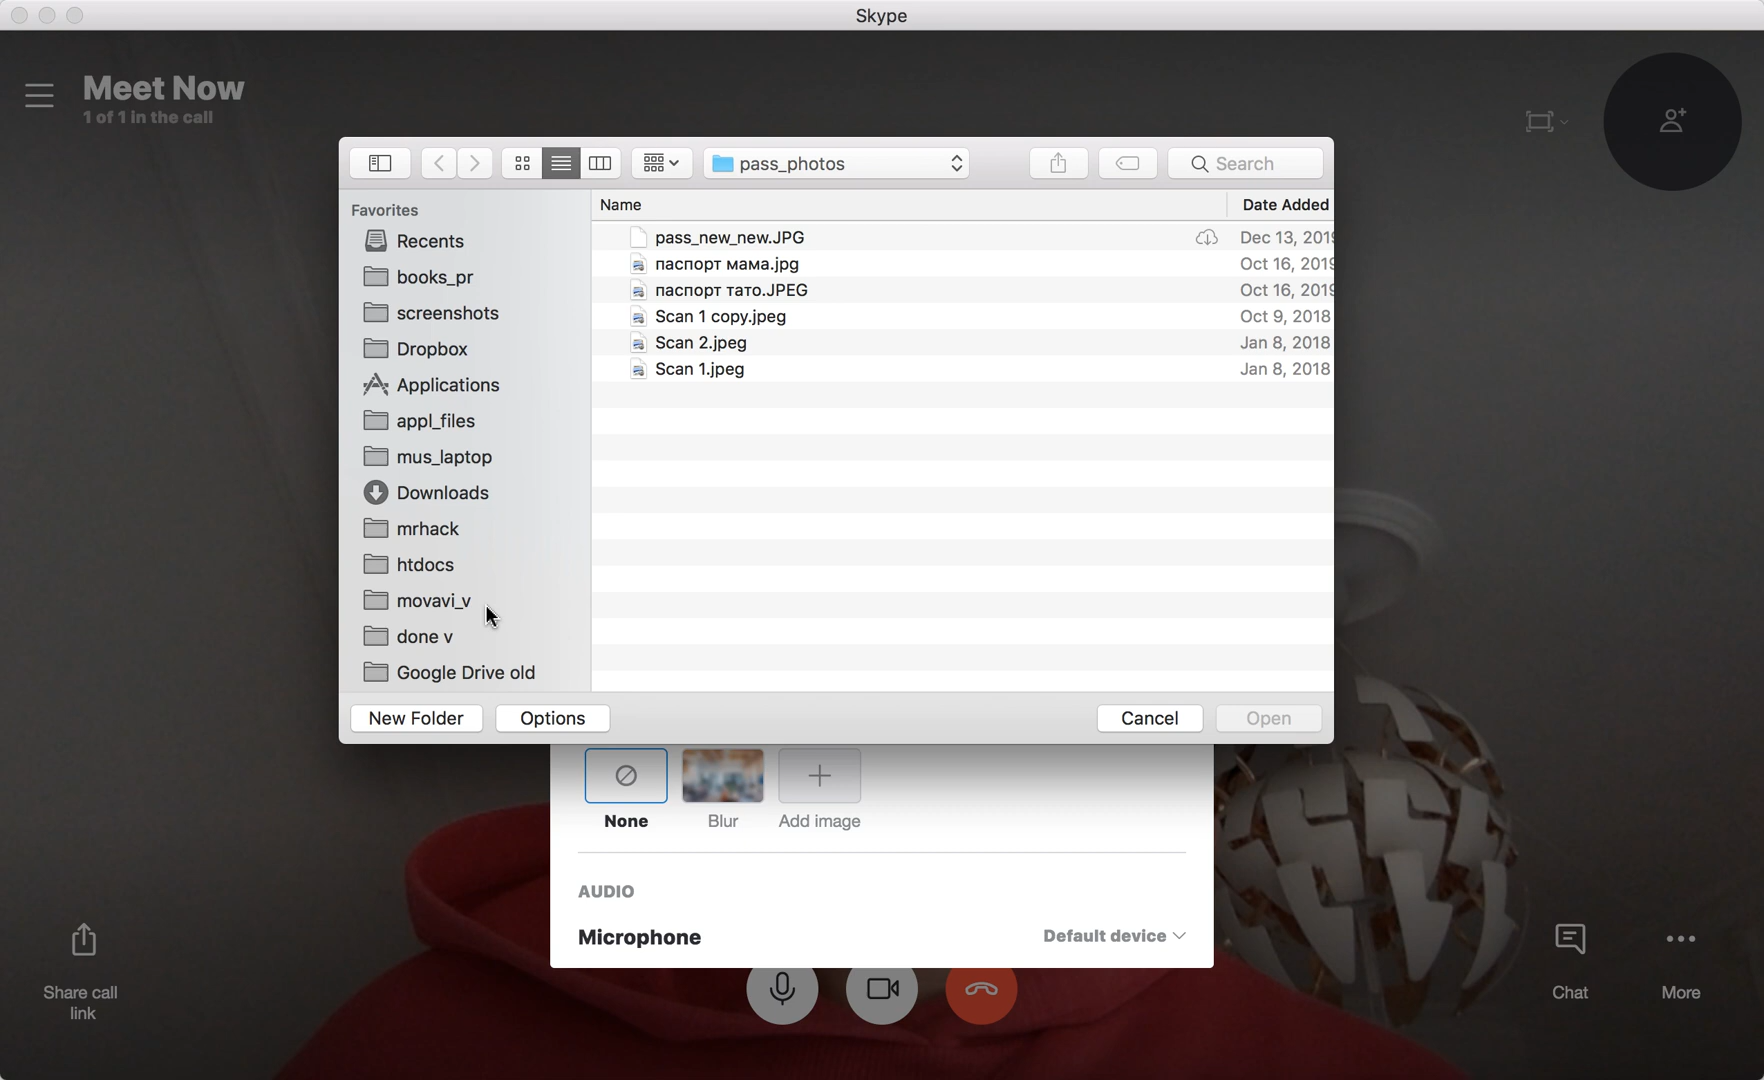 Skype
Meet Now
1 of 1 in the call
pass_photos
Search
Favorites
Recents
books_pr
screenshots
Dropbox
Applications
appl_files
mus_laptop
Downloads
mrhack
htdocs
movavi_v
done v
Google Drive old
Name
Date Added
pass_new_new.JPG
Dec 13, 2019
паспорт мама.jpg
Oct 16, 2019
паспорт тато.JPEG
Oct 16, 2019
Scan 1 copy.jpeg
Oct 9, 2018
Scan 2.jpeg
Jan 8, 2018
Scan 1.jpeg
Jan 8, 2018
New Folder
Options
Cancel
Open
None
Blur
Add image
AUDIO
Microphone
Default device
Share call
link
Chat
More